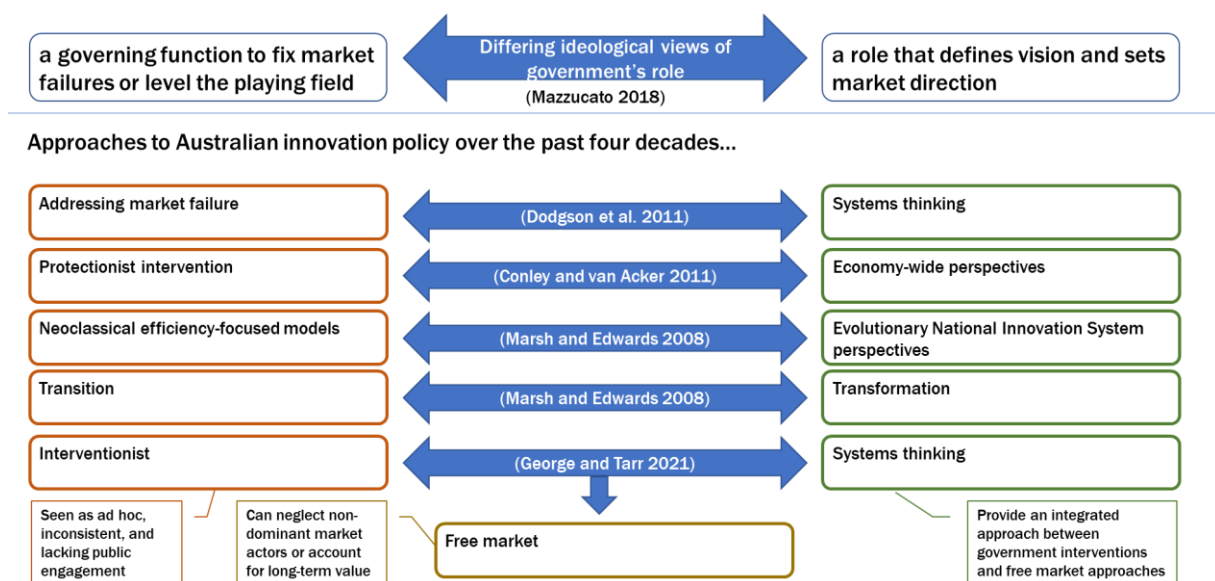 a governing function to fix market
failures or level the playing field
Differing ideological views of
government's role
(Mazzucato 2018)
a role that defines vision and sets
market direction
Approaches to Australian innovation policy over the past four decades...
Addressing market failure
(Dodgson et al. 2011)
Systems thinking
Protectionist intervention
(Conley and van Acker 2011)
Economy-wide perspectives
Neoclassical efficiency-focused models
(Marsh and Edwards 2008)
Evolutionary National Innovation System
perspectives
Transition
(Marsh and Edwards 2008)
Transformation
Interventionist
(George and Tarr 2021)
Systems thinking
Seen as ad hoc,
inconsistent, and
lacking public
engagement
Can neglect non-
dominant market
actors or account
for long-term value
Free market
Provide an integrated
approach between
government interventions
and free market approaches